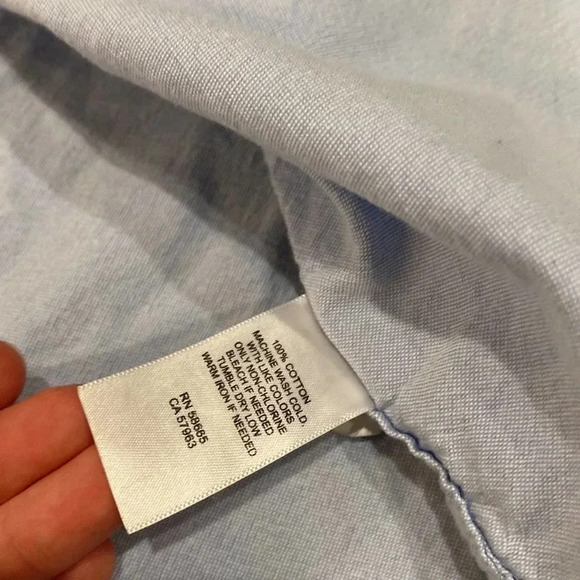 100% COTTON
MACHINE WASH COLD
WITH LIKE COLORS
ONLY NON-CHLORINE
BLEACH IF NEEDED
TUMBLE DRY LOW
WARM IRON IF NEEDED
RN 58665
CA 57963